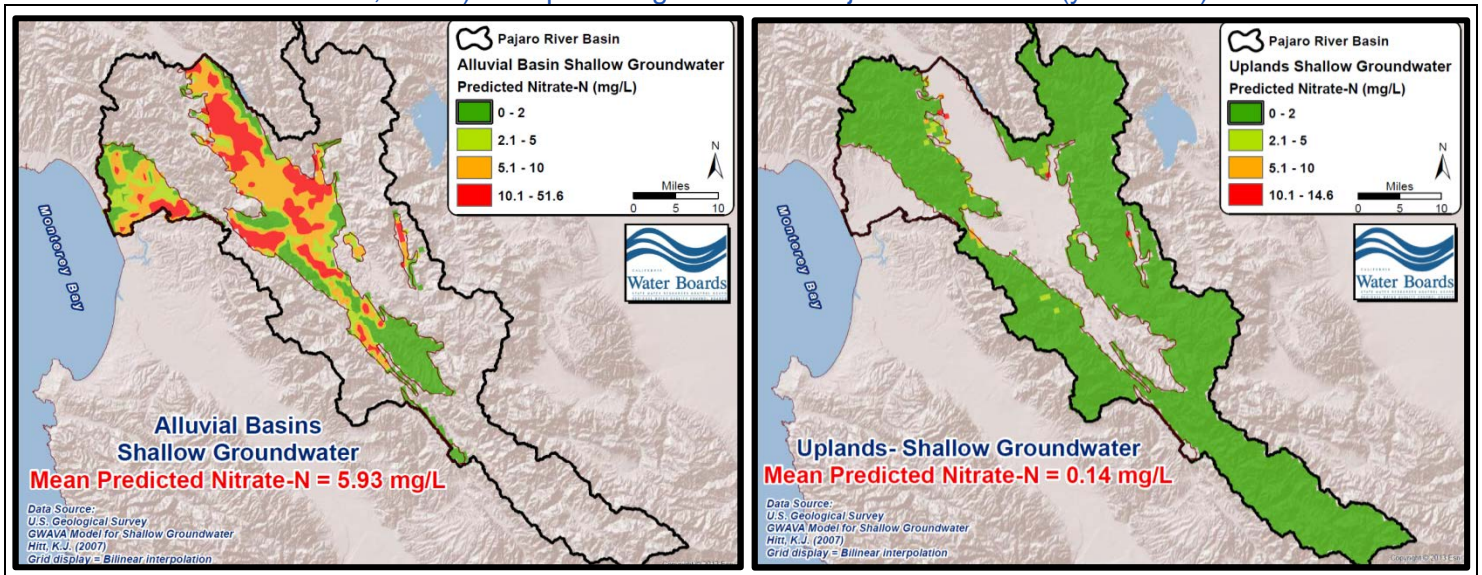 Pajaro River Basin
Alluvial Basin Shallow Groundwater
Predicted Nitrate-N (mg/L)
0 - 2
2.1 - 5
5.1 - 10
10.1 - 51.6
N
Miles
0 5 10
CALIFORNIA
Water Boards
Monterey Bay
Alluvial Basins
Shallow Groundwater
Mean Predicted Nitrate-N = 5.93 mg/L
Data Source:
U.S. Geological Survey
GWAVA Model for Shallow Groundwater
Hitt, K.J. (2007)
Grid display = Bilinear interpolation
Pajaro River Basin
Uplands Shallow Groundwater
Predicted Nitrate-N (mg/L)
0 - 2
2.1 - 5
5.1 - 10
10.1 - 14.6
N
Miles
0 5 10
CALIFORNIA
Water Boards
Monterey Bay
Uplands- Shallow Groundwater
Mean Predicted Nitrate-N = 0.14 mg/L
Data Source:
U.S. Geological Survey
GWAVA Model for Shallow Groundwater
Hitt, K.J. (2007)
Grid display = Bilinear interpolation